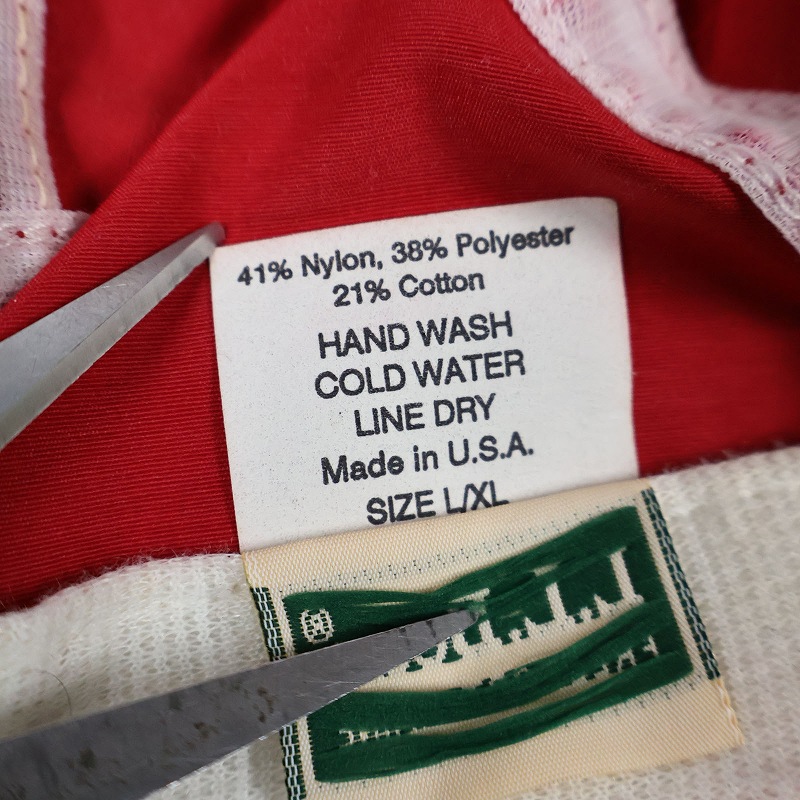 41% Nylon, 38% Polyester
21% Cotton
HAND WASH
COLD WATER
LINE DRY
Made in U.S.A.
SIZE L/XL